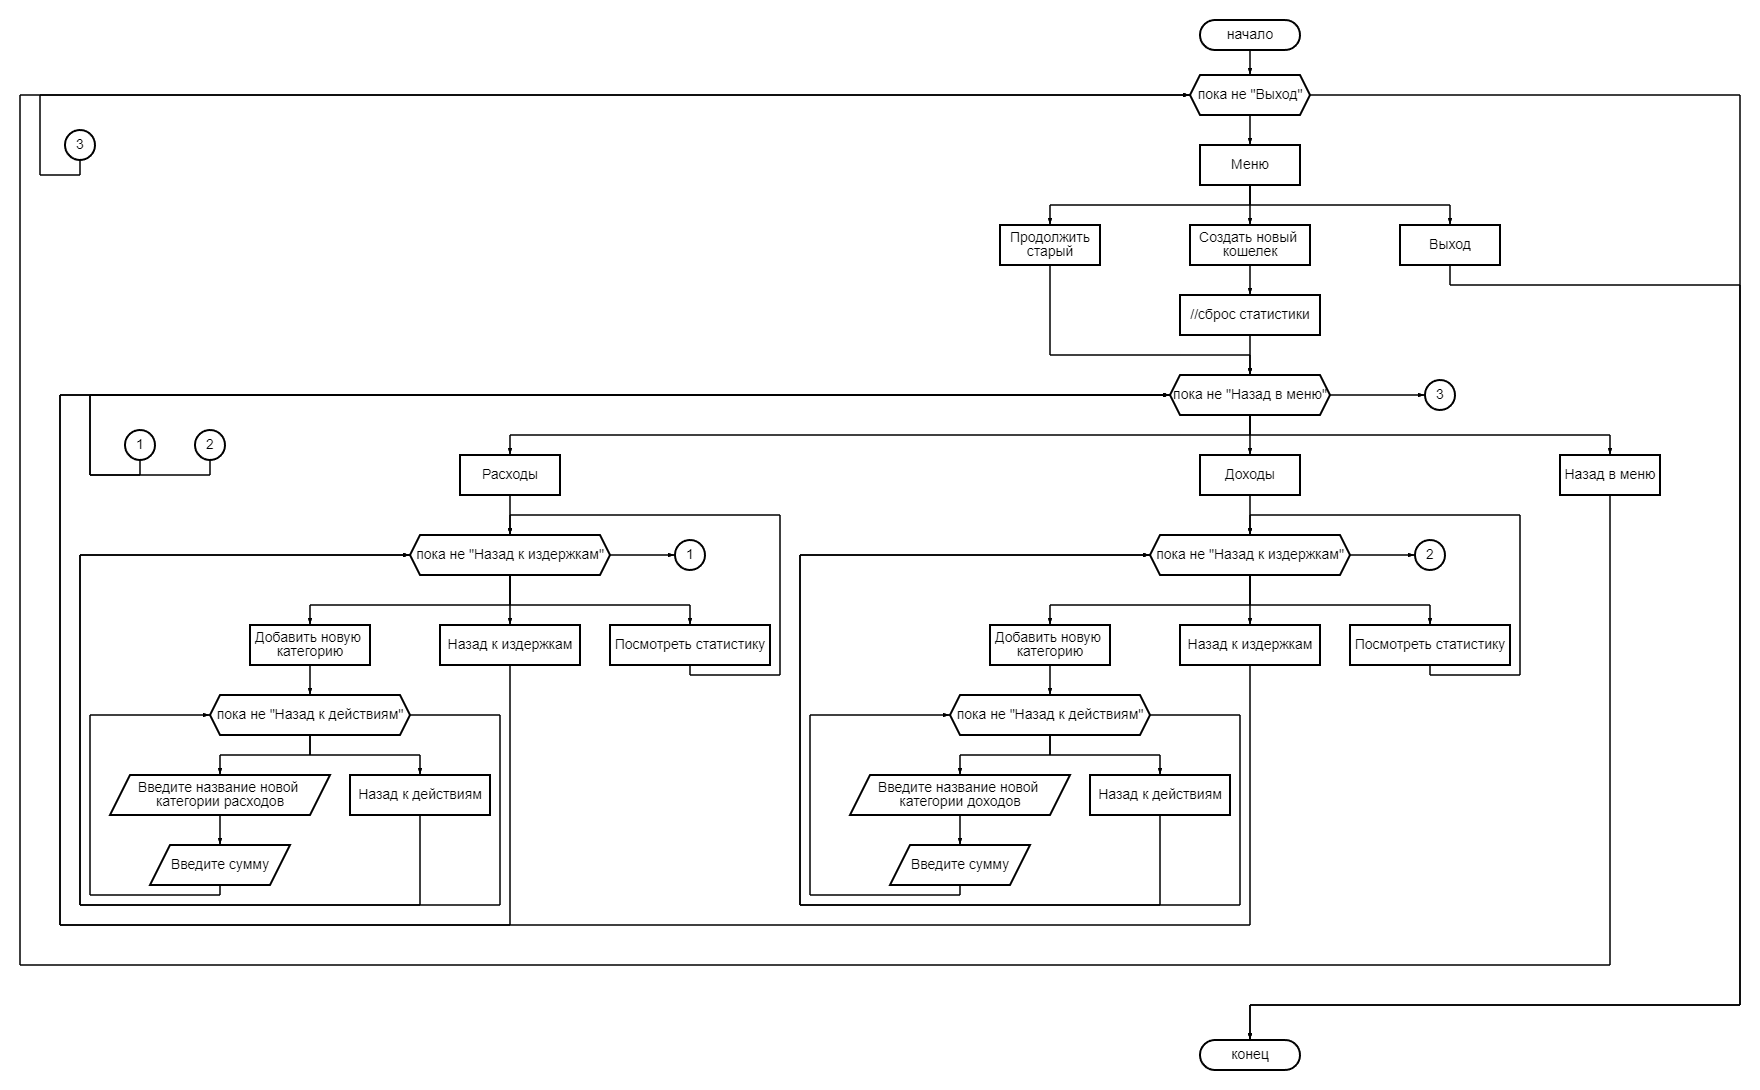 начало
пока не "Выход"
3
Меню
Продолжить
старый
Создать новый
кошелек
Выход
//сброс статистики
пока не "Назад в меню"
3
1
2
Расходы
Доходы
Назад в меню
пока не "Назад к издержкам"
1
пока не "Назад к издержкам"
2
Добавить новую
категорию
Назад к издержкам
Посмотреть статистику
Добавить новую
категорию
Назад к издержкам
Посмотреть статистику
пока не "Назад к действиям"
пока не "Назад к действиям"
Введите название новой
категории расходов
Назад к действиям
Введите название новой
категории доходов
Назад к действиям
Введите сумму
Введите сумму
конец